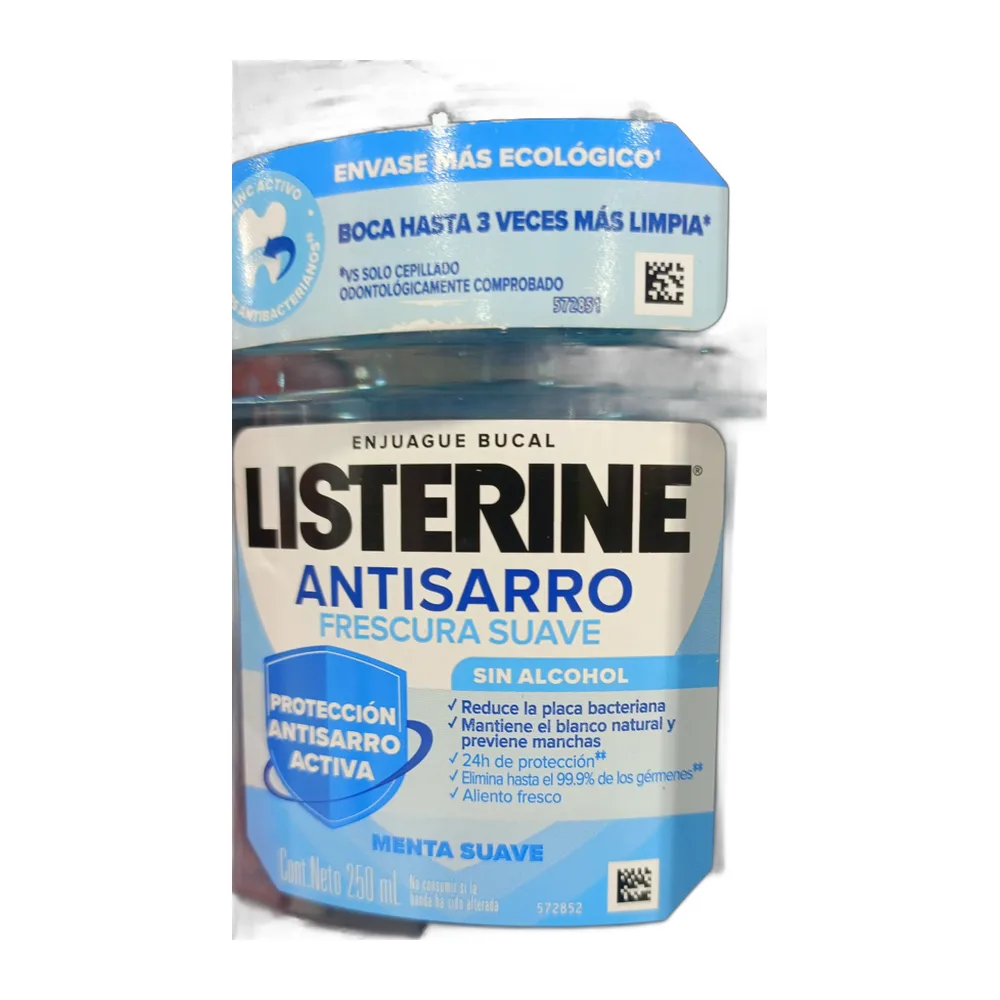 ENVASE MÁS ECOLÓGICO¹
ZINC ACTIVO
ANTIBACTERIANOS
BOCA HASTA 3 VECES MÁS LIMPIA*
*VS SOLO CEPILLADO
ODONTOLÓGICAMENTE COMPROBADO
572851
ENJUAGUE BUCAL
LISTERINE®
ANTISARRO
FRESCURA SUAVE
SIN ALCOHOL
PROTECCIÓN
ANTISARRO
ACTIVA
✓ Reduce la placa bacteriana
✓ Mantiene el blanco natural y
previene manchas
✓ 24h de protección‡‡
✓ Elimina hasta el 99.9% de los gérmenes‡‡
✓ Aliento fresco
MENTA SUAVE
Cont. Neto 250 mL
No consumir si la
banda ha sido alterada
572852